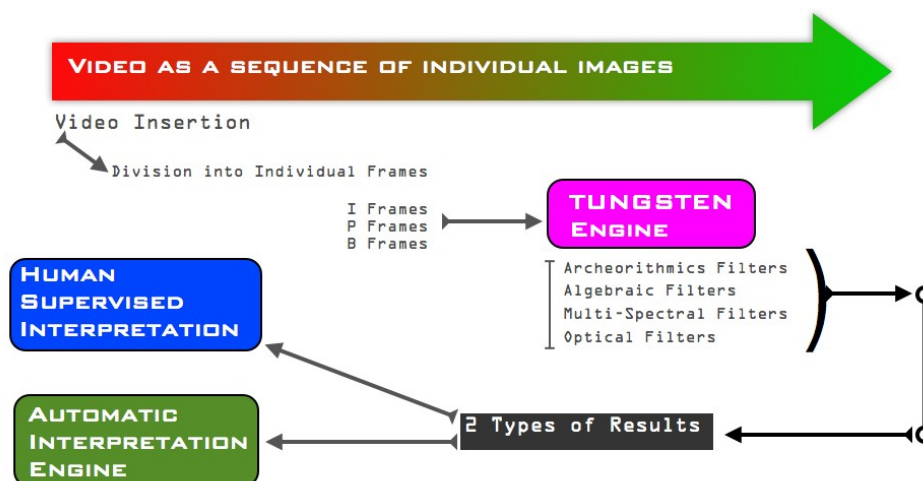 VIDEO AS A SEQUENCE OF INDIVIDUAL IMAGES
Video Insertion
Division into Individual Frames
I Frames
P Frames
B Frames
TUNGSTEN
ENGINE
Archeorithmics Filters
Algebraic Filters
Multi-Spectral Filters
Optical Filters
HUMAN
SUPERVISED
INTERPRETATION
2 Types of Results
AUTOMATIC
INTERPRETATION
ENGINE